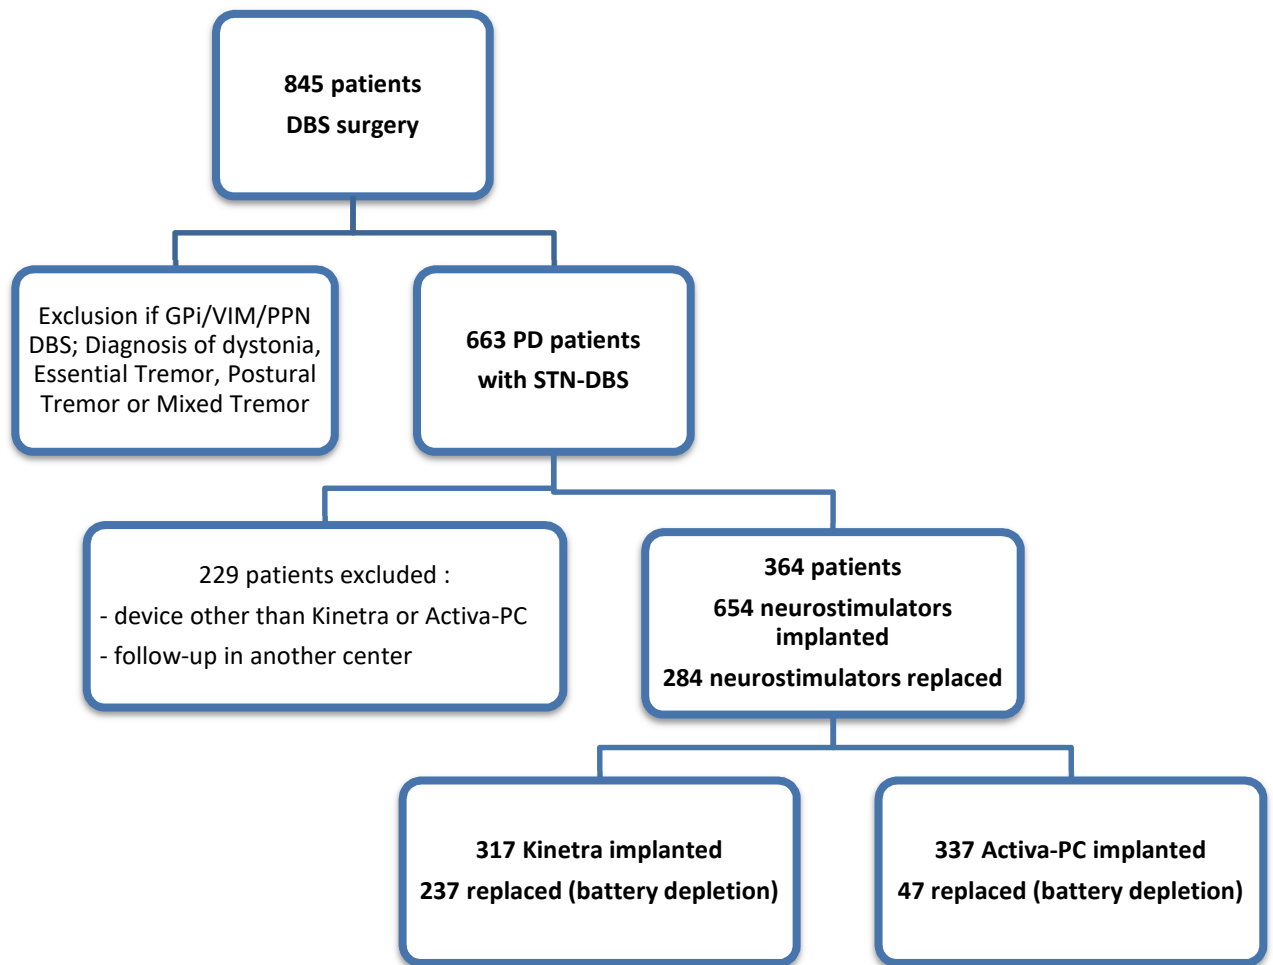 845 patients
DBS surgery
Exclusion if GPi/VIM/PPN
DBS; Diagnosis of dystonia,
Essential Tremor, Postural
Tremor or Mixed Tremor
663 PD patients
with STN-DBS
229 patients excluded :
- device other than Kinetra or Activa-PC
- follow-up in another center
364 patients
654 neurostimulators
implanted
284 neurostimulators replaced
317 Kinetra implanted
237 replaced (battery depletion)
337 Activa-PC implanted
47 replaced (battery depletion)